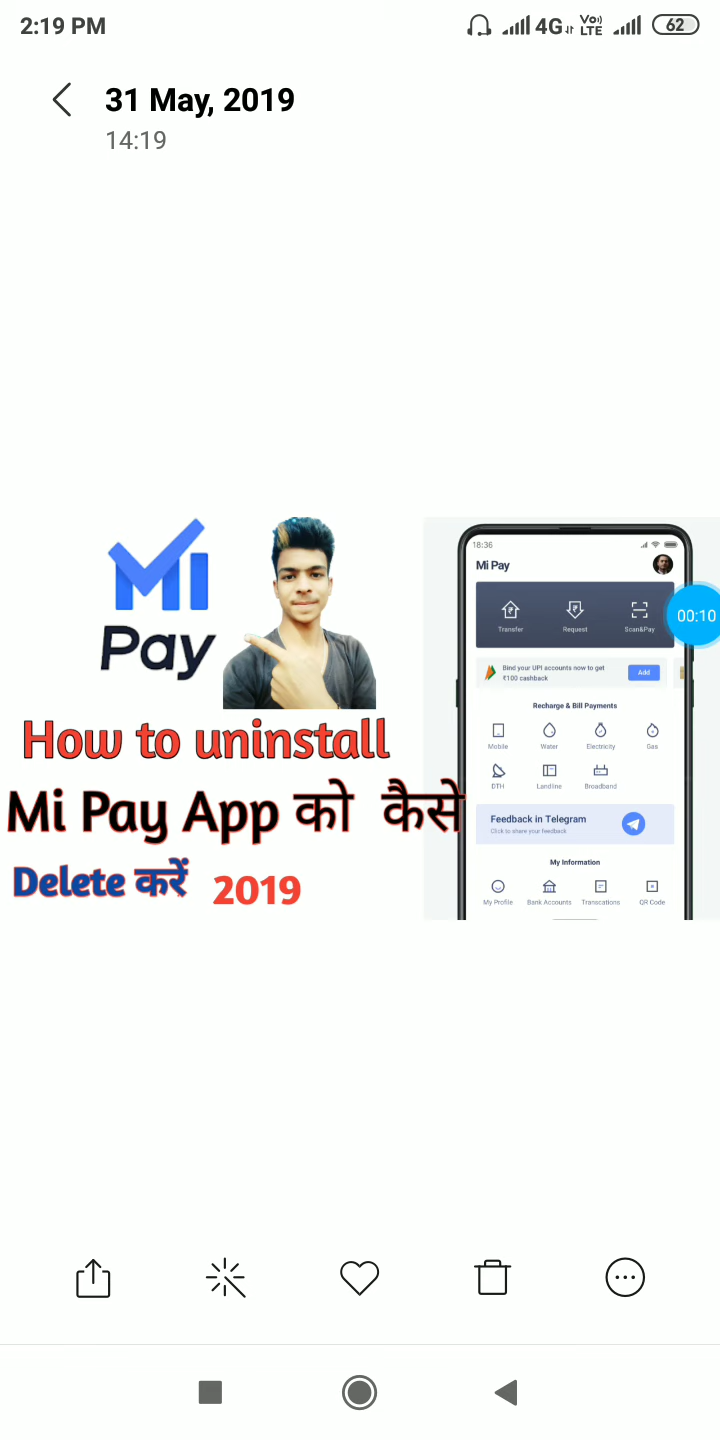 2:19 PM
4G VoLTE 62
31 May, 2019
14:19
MI
Pay
How to uninstall
Mi Pay App को कैसे
Delete करें 2019
18:36
Mi Pay
00:10
Transfer Request Scan&Pay
Bind your UPI accounts now to get
₹100 cashback
Add
Recharge & Bill Payments
Mobile Water Electricity Gas
DTH Landline Broadband
Feedback in Telegram
Click to share your feedback
My Information
My Profile Bank Accounts Transcations QR Code